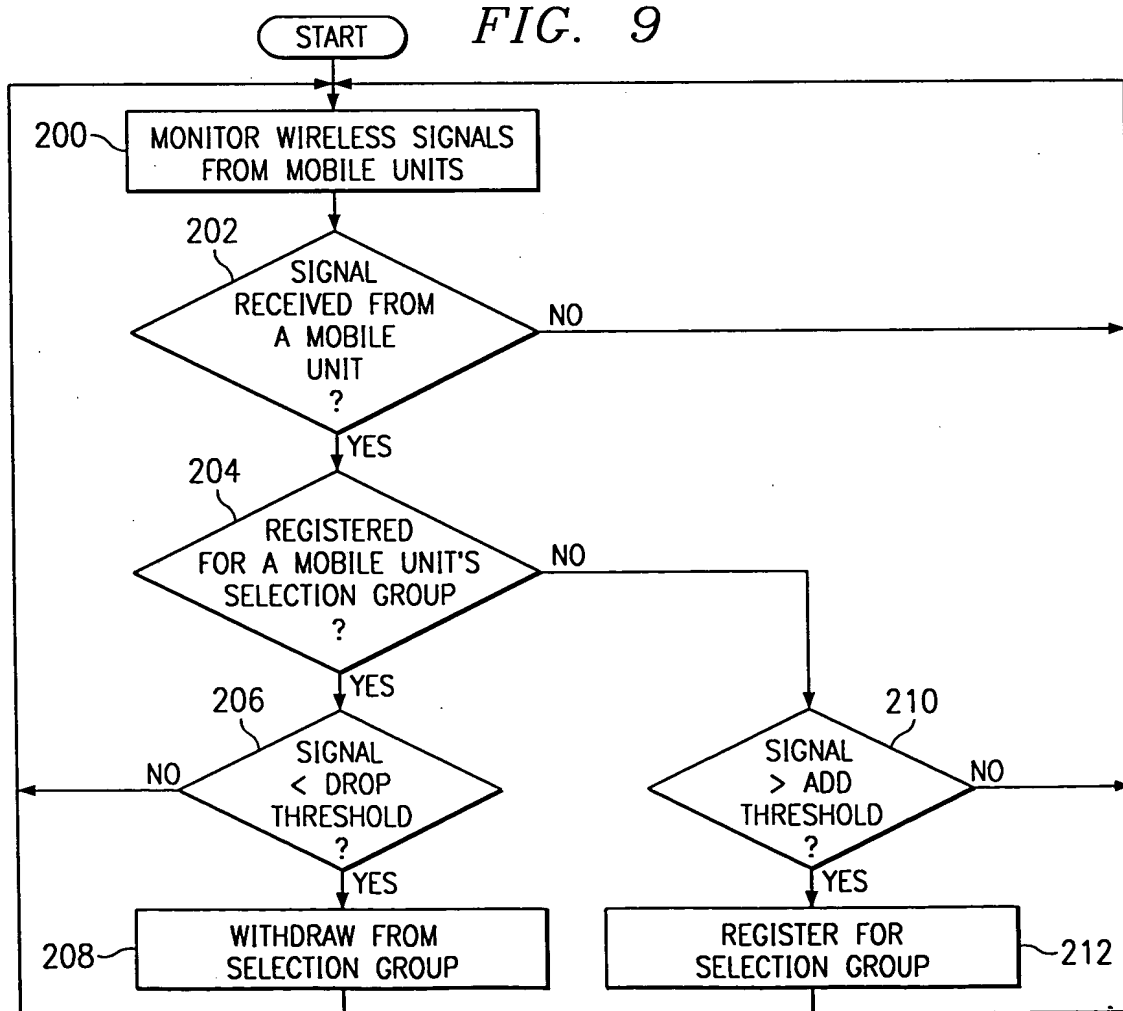 FIG. 9
START
200
MONITOR WIRELESS SIGNALS
FROM MOBILE UNITS
202
SIGNAL
RECEIVED FROM
A MOBILE
UNIT
?
NO
YES
204
REGISTERED
FOR A MOBILE UNIT'S
SELECTION GROUP
?
NO
YES
206
SIGNAL
< DROP
THRESHOLD
?
NO
YES
210
SIGNAL
> ADD
THRESHOLD
?
NO
YES
208
WITHDRAW FROM
SELECTION GROUP
REGISTER FOR
SELECTION GROUP
212